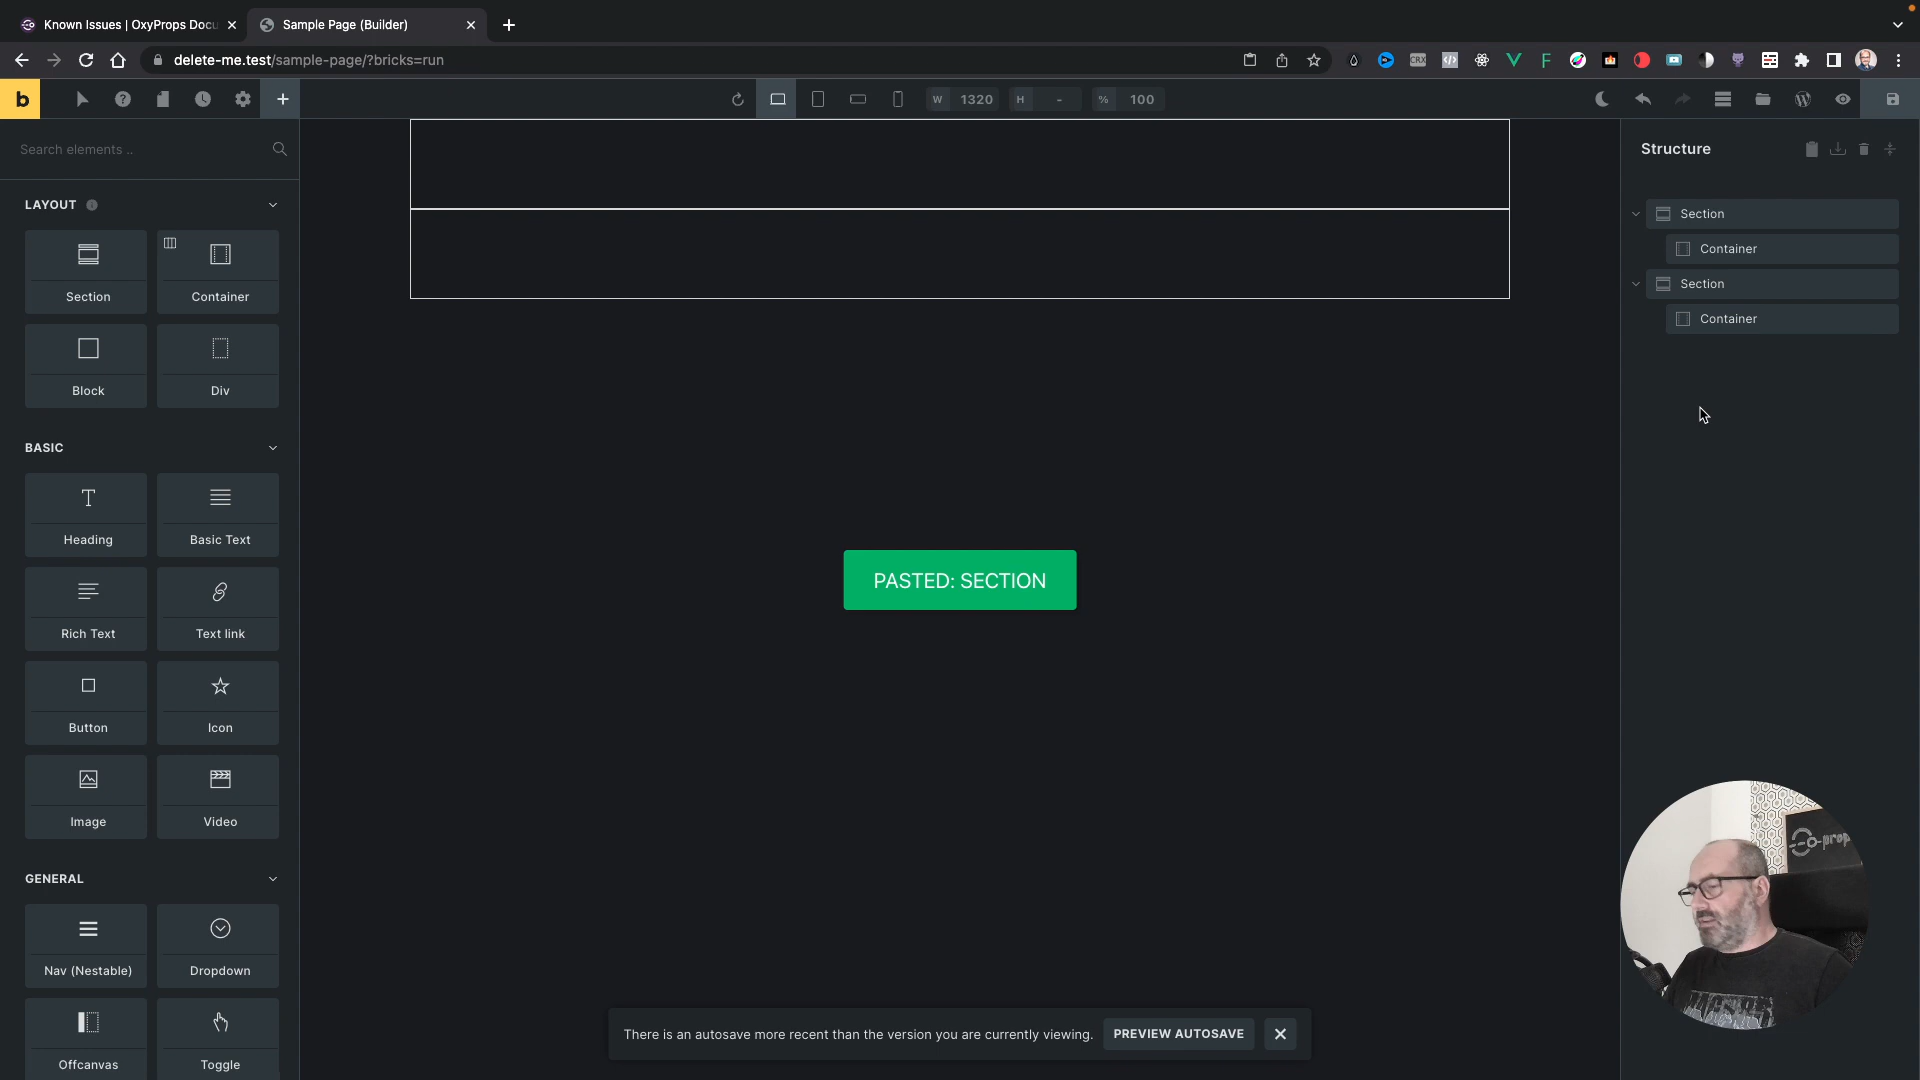 Known Issues | OxyProps Docu
Sample Page (Builder)
delete-me.test/sample-page/?bricks=run
CRX
b
W 1320 H - % 100
Search elements ..
LAYOUT
Section
Container
Block
Div
BASIC
Heading
Basic Text
Rich Text
Text link
Button
Icon
Image
Video
GENERAL
Nav (Nestable)
Dropdown
Offcanvas
Toggle
PASTED: SECTION
There is an autosave more recent than the version you are currently viewing.
PREVIEW AUTOSAVE
Structure
Section
Container
Section
Container